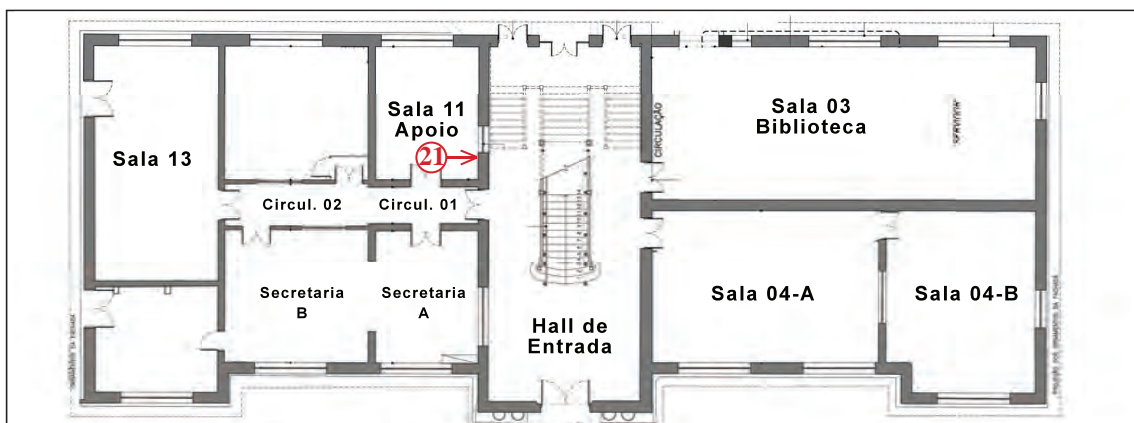 Sala 13
Sala 11
Apoio
21
Circul. 02
Circul. 01
Secretaria
B
Secretaria
A
Hall de
Entrada
CIRCULAÇÃO
Sala 03
Biblioteca
SERVIDOR
Sala 04-A
Sala 04-B